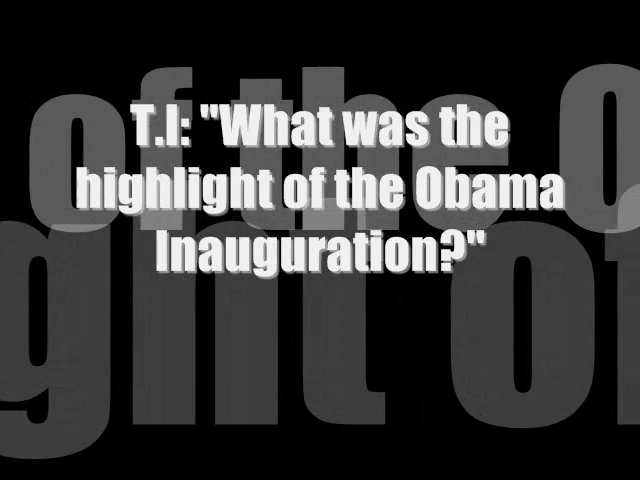 T.I: "What was the
highlight of the Obama
Inauguration?"
of the O
ght of